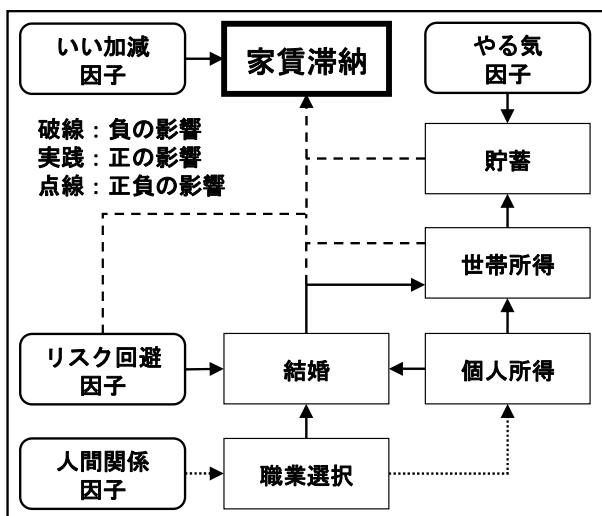 いい加減
因子
家賃滞納
やる気
因子
破線：負の影響
実践：正の影響
点線：正負の影響
貯蓄
世帯所得
リスク回避
因子
結婚
個人所得
人間関係
因子
職業選択